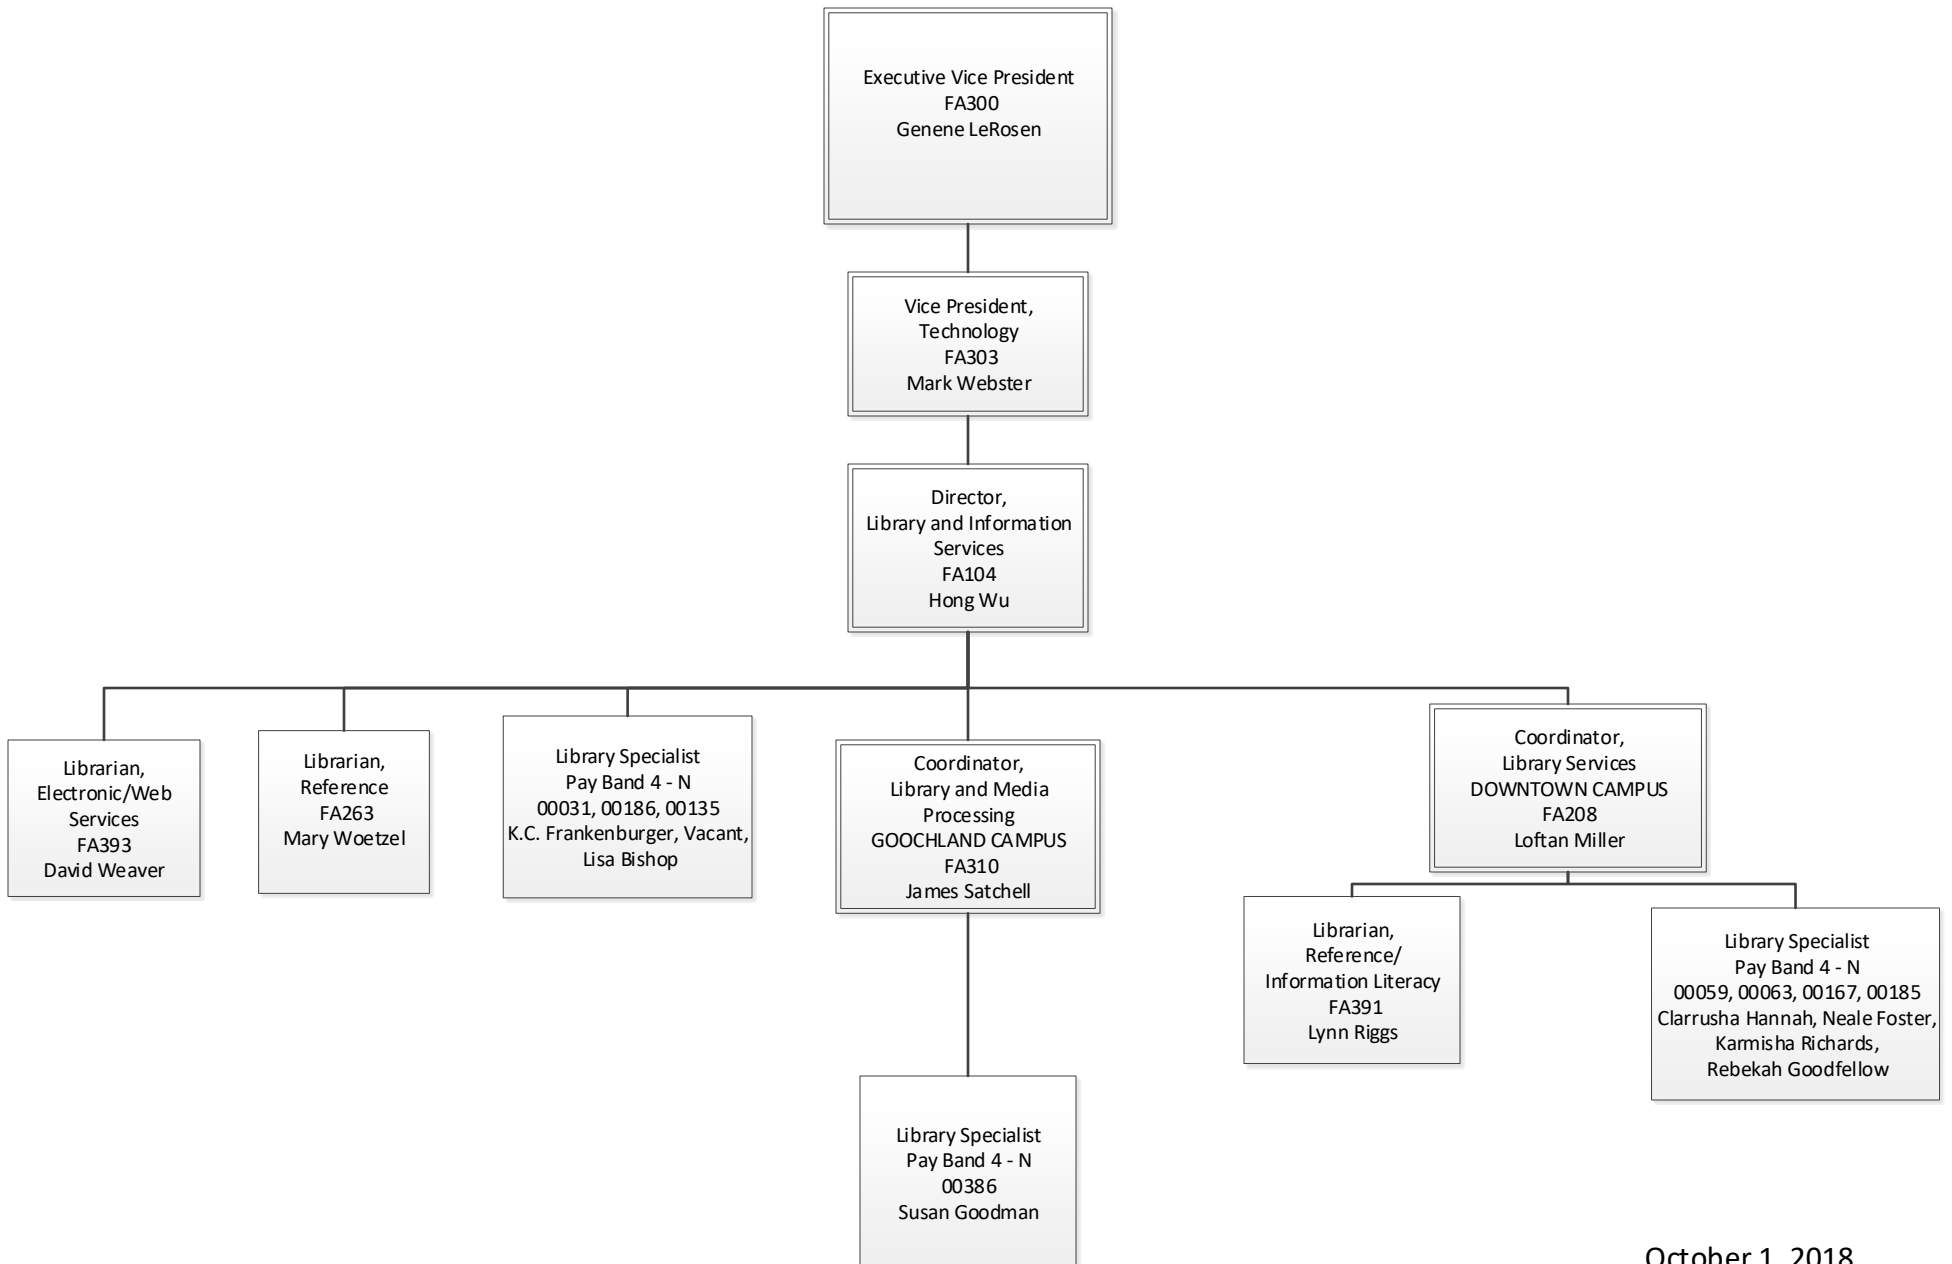 Executive Vice President
FA300
Genene LeRosen
Vice President,
Technology
FA303
Mark Webster
Director,
Library and Information
Services
FA104
Hong Wu
Librarian,
Electronic/Web
Services
FA393
David Weaver
Librarian,
Reference
FA263
Mary Woetzel
Library Specialist
Pay Band 4 - N
00031, 00186, 00135
K.C. Frankenburger, Vacant,
Lisa Bishop
Coordinator,
Library and Media
Processing
GOOCHLAND CAMPUS
FA310
James Satchell
Coordinator,
Library Services
DOWNTOWN CAMPUS
FA208
Loftan Miller
Librarian,
Reference/
Information Literacy
FA391
Lynn Riggs
Library Specialist
Pay Band 4 - N
00059, 00063, 00167, 00185
Clarrusha Hannah, Neale Foster,
Karmisha Richards,
Rebekah Goodfellow
Library Specialist
Pay Band 4 - N
00386
Susan Goodman
October 1, 2018